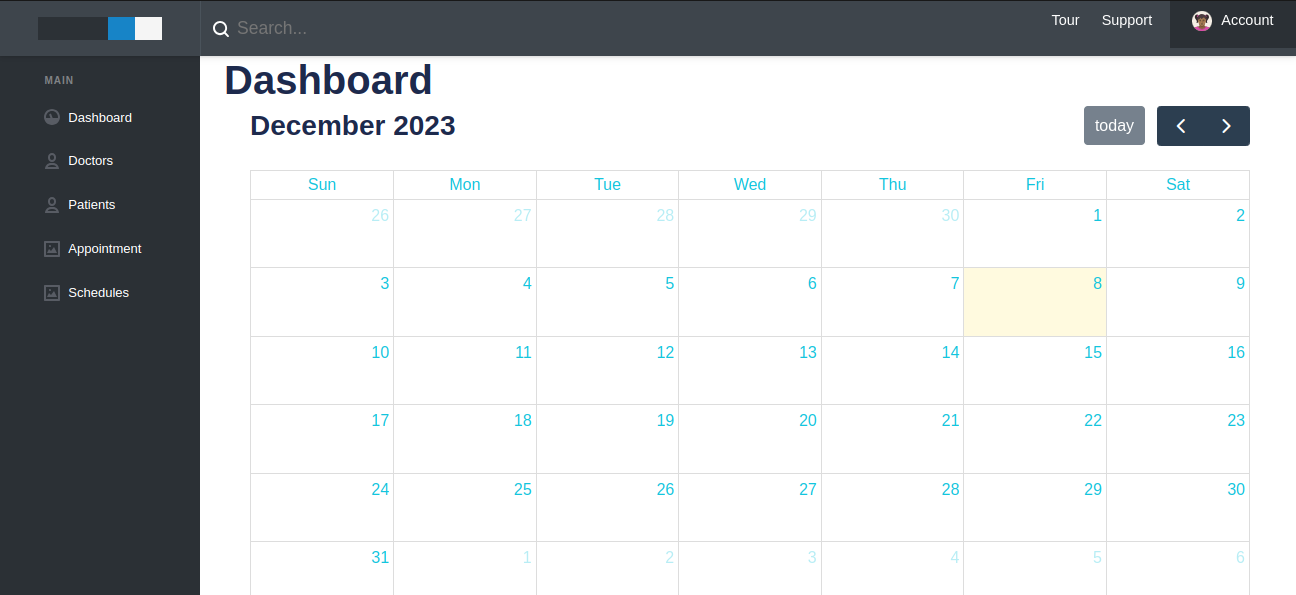 Search...
Tour Support Account
MAIN
Dashboard
Doctors
Patients
Appointment
Schedules
Dashboard
December 2023
today
Sun Mon Tue Wed Thu Fri Sat
26 27 28 29 30 1 2
3 4 5 6 7 8 9
10 11 12 13 14 15 16
17 18 19 20 21 22 23
24 25 26 27 28 29 30
31 1 2 3 4 5 6